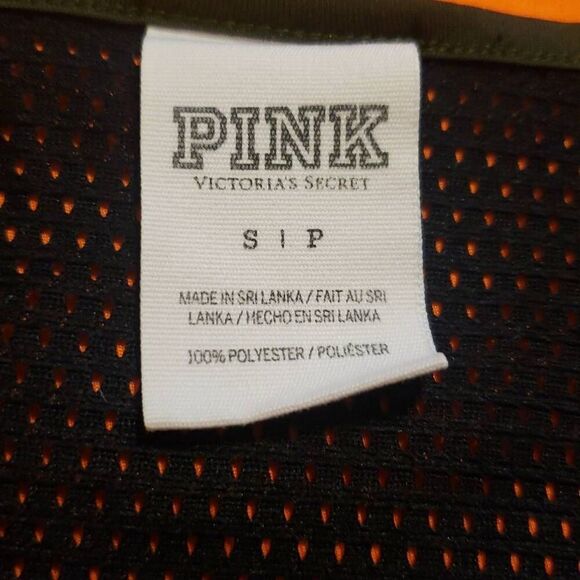 PINK
VICTORIA'S SECRET
S | P
MADE IN SRI LANKA / FAIT AU SRI
LANKA / HECHO EN SRI LANKA
100% POLYESTER / POLIÉSTER